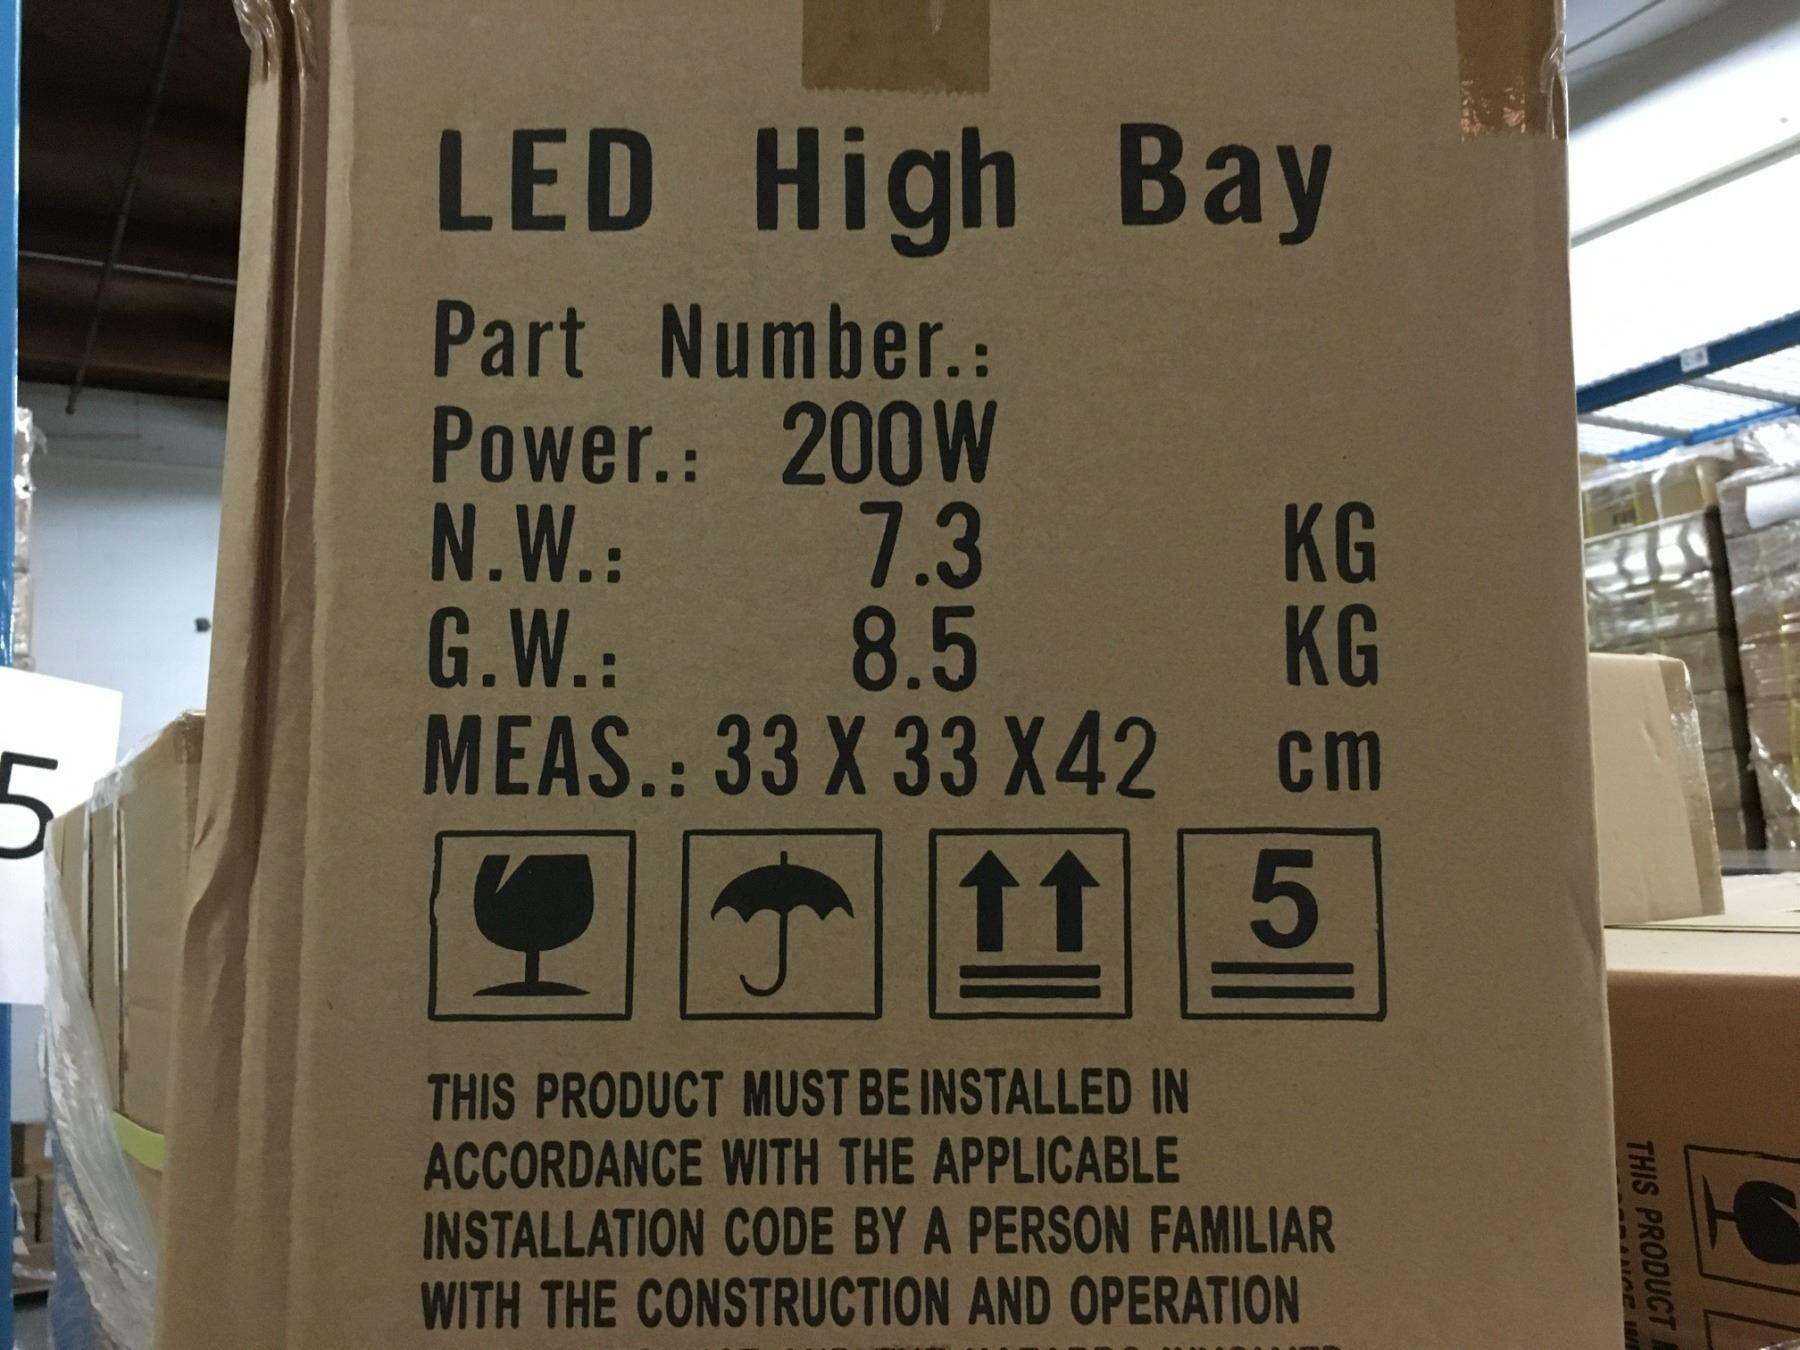 LED High Bay
Part Number.:
Power.: 200W
N.W.: 7.3 KG
G.W.: 8.5 KG
MEAS.: 33 X 33 X42 cm
5
THIS PRODUCT MUST BE INSTALLED IN
ACCORDANCE WITH THE APPLICABLE
INSTALLATION CODE BY A PERSON FAMILIAR
WITH THE CONSTRUCTION AND OPERATION
5
THIS PRODUCT